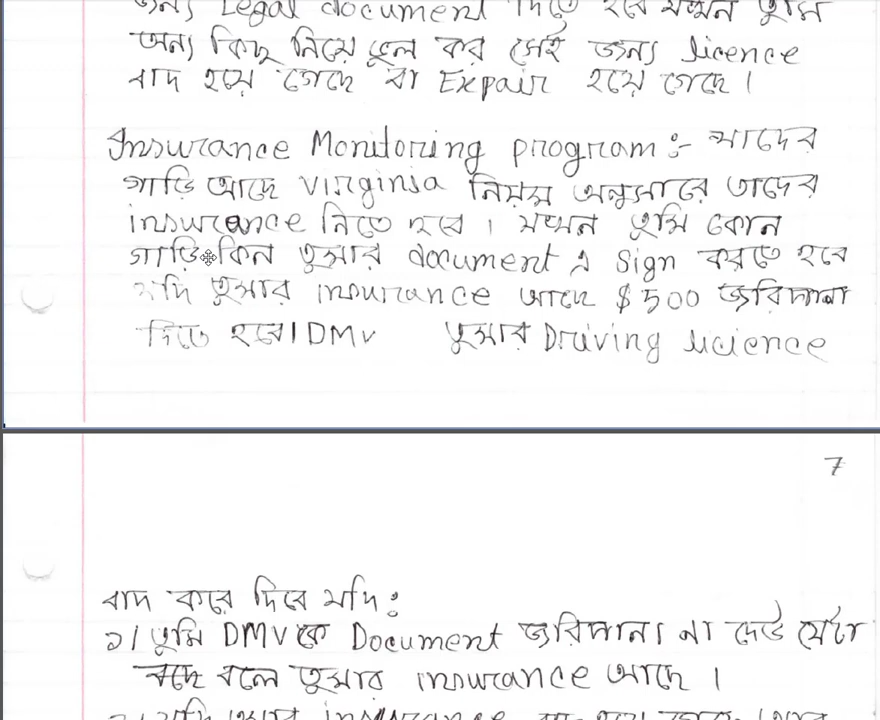 জন্য Legal document দিতে হবে যখন তুমি
অন্য কিছু নিয়ে ভুল কর সেই জন্য licence
বাদ হয়ে গেছে বা Expair হয়ে গেছে।
Insurance Monitoring program:- যাদের
গাড়ি আছে virginia নিয়ম অনুসারে তাদের
insurance নিতে হবে। যখন তুমি কোন
গাড়ি কিন তুমার document এ sign করতে হবে
যদি তুমার insurance আছে $500 জরিমানা
দিতে হবে। DMV তুমার Driving licience
7
বাদ করে দিবে যদি:
১। তুমি DMV কে Document জরিমানা না দেউ যেটা
বলে তুমার insurance আছে।